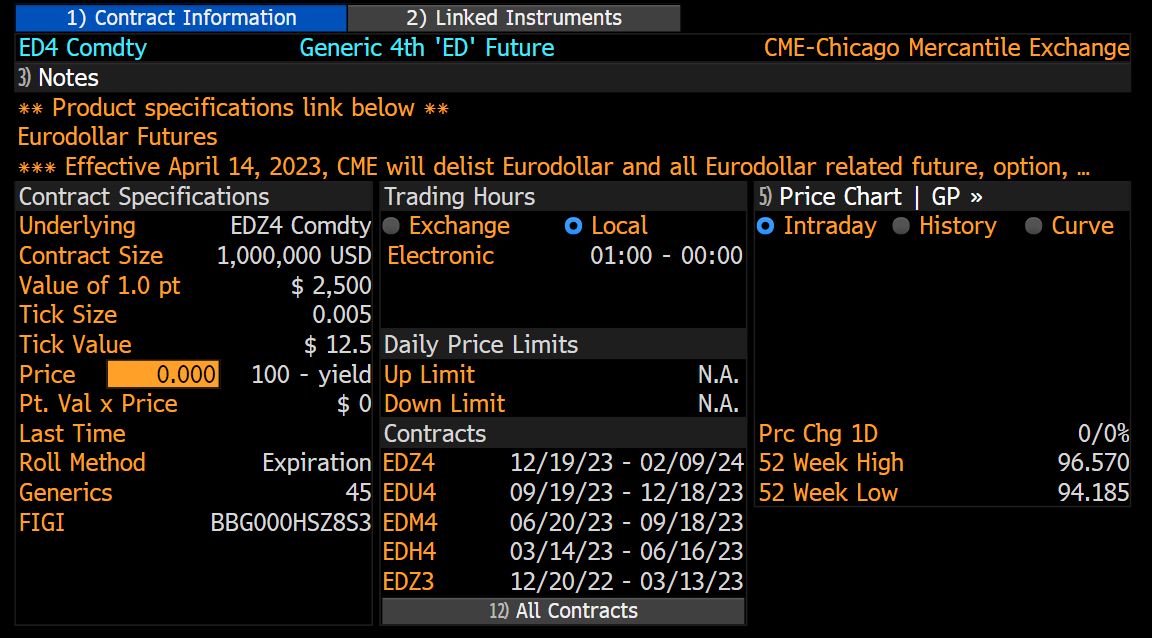 1) Contract Information 2) Linked Instruments
ED4 Comdty Generic 4th 'ED' Future CME-Chicago Mercantile Exchange
3) Notes
** Product specifications link below **
Eurodollar Futures
*** Effective April 14, 2023, CME will delist Eurodollar and all Eurodollar related future, option, ...
Contract Specifications
Underlying EDZ4 Comdty
Contract Size 1,000,000 USD
Value of 1.0 pt $ 2,500
Tick Size 0.005
Tick Value $ 12.5
Price 0.000 100 - yield
Pt. Val x Price $ 0
Last Time
Roll Method Expiration
Generics 45
FIGI BBG000HSZ8S3
Trading Hours
Exchange Local
Electronic 01:00 - 00:00
Daily Price Limits
Up Limit N.A.
Down Limit N.A.
Contracts
EDZ4 12/19/23 - 02/09/24
EDU4 09/19/23 - 12/18/23
EDM4 06/20/23 - 09/18/23
EDH4 03/14/23 - 06/16/23
EDZ3 12/20/22 - 03/13/23
12) All Contracts
5) Price Chart | GP »
Intraday History Curve
Prc Chg 1D 0/0%
52 Week High 96.570
52 Week Low 94.185